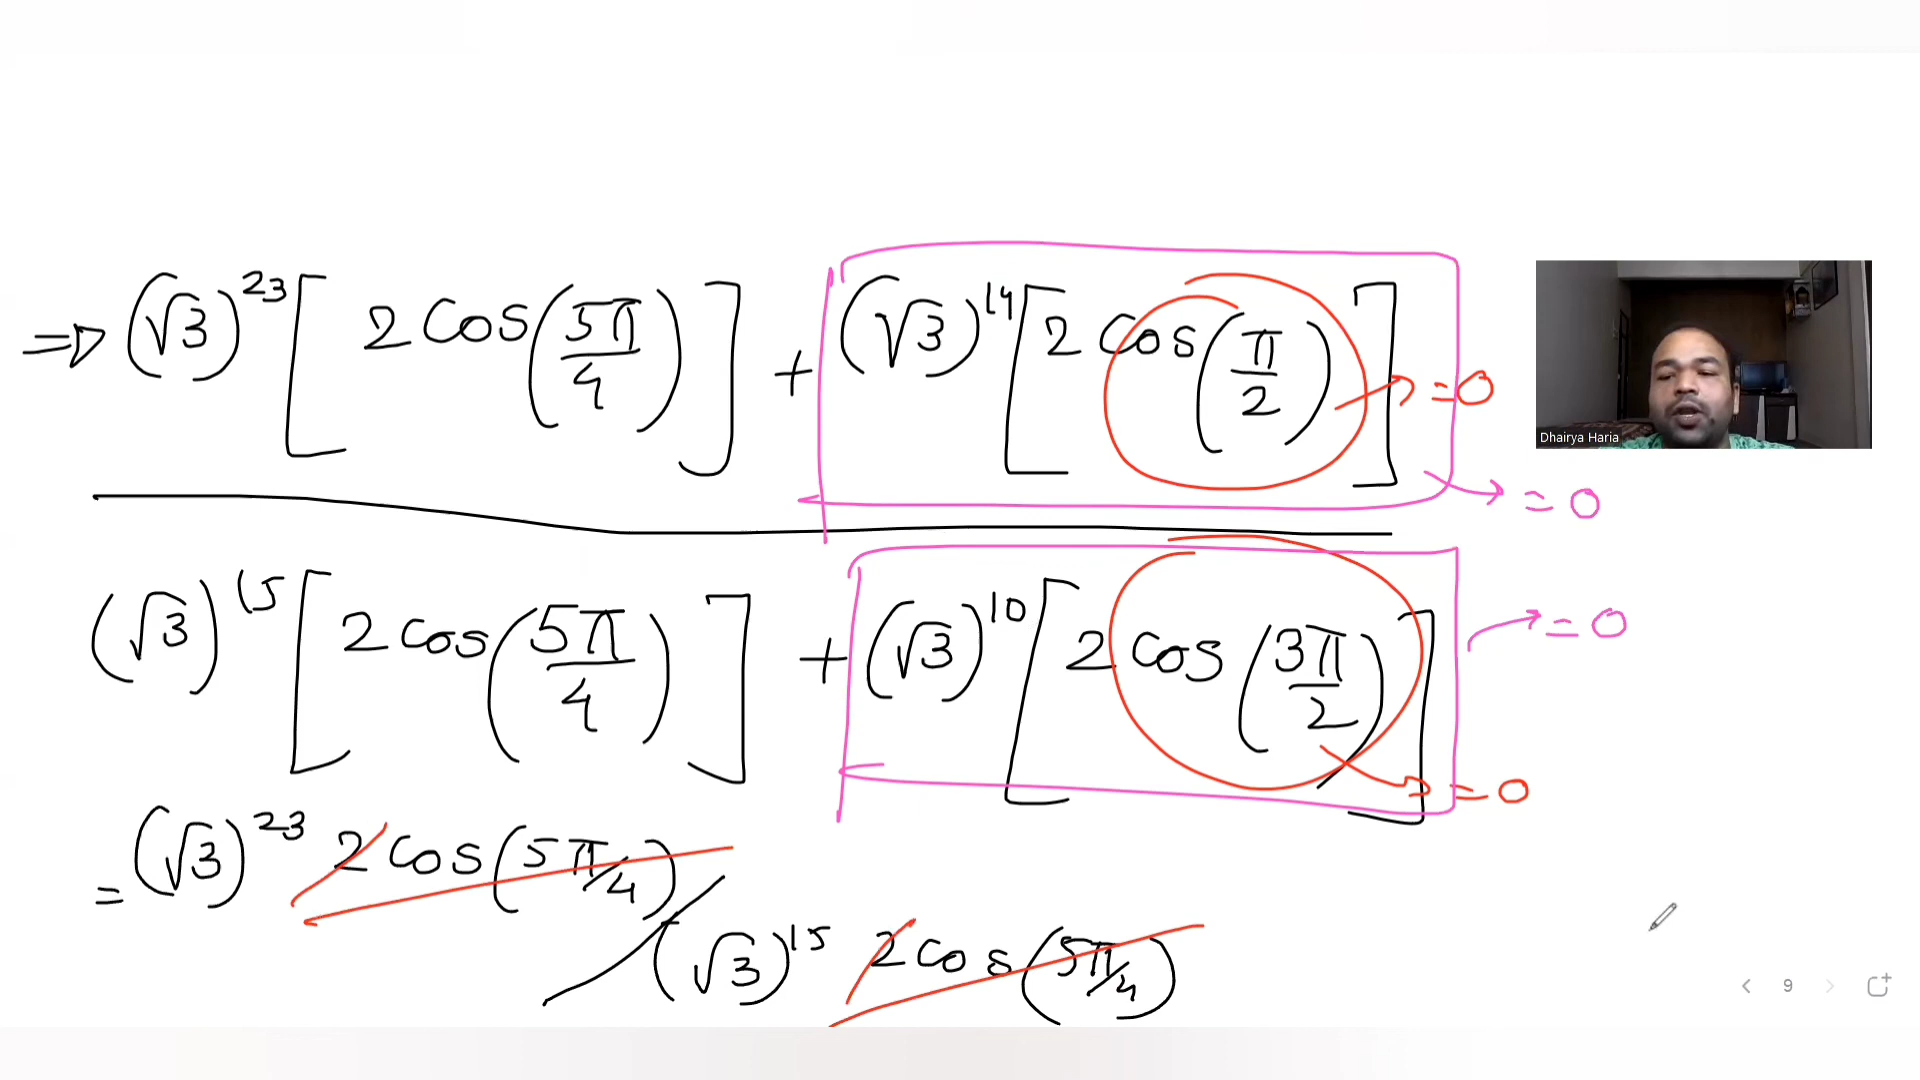 => (√3)^23 [2cos(5π/4)] + (√3)^14 [2cos(π/2)] → =0
→ =0
(√3)^15 [2cos(5π/4)] + (√3)^10 [2cos(3π/2)] → =0
→ =0
= (√3)^23 2cos(5π/4) / (√3)^15 2cos(5π/4)
Dhairya Haria
9